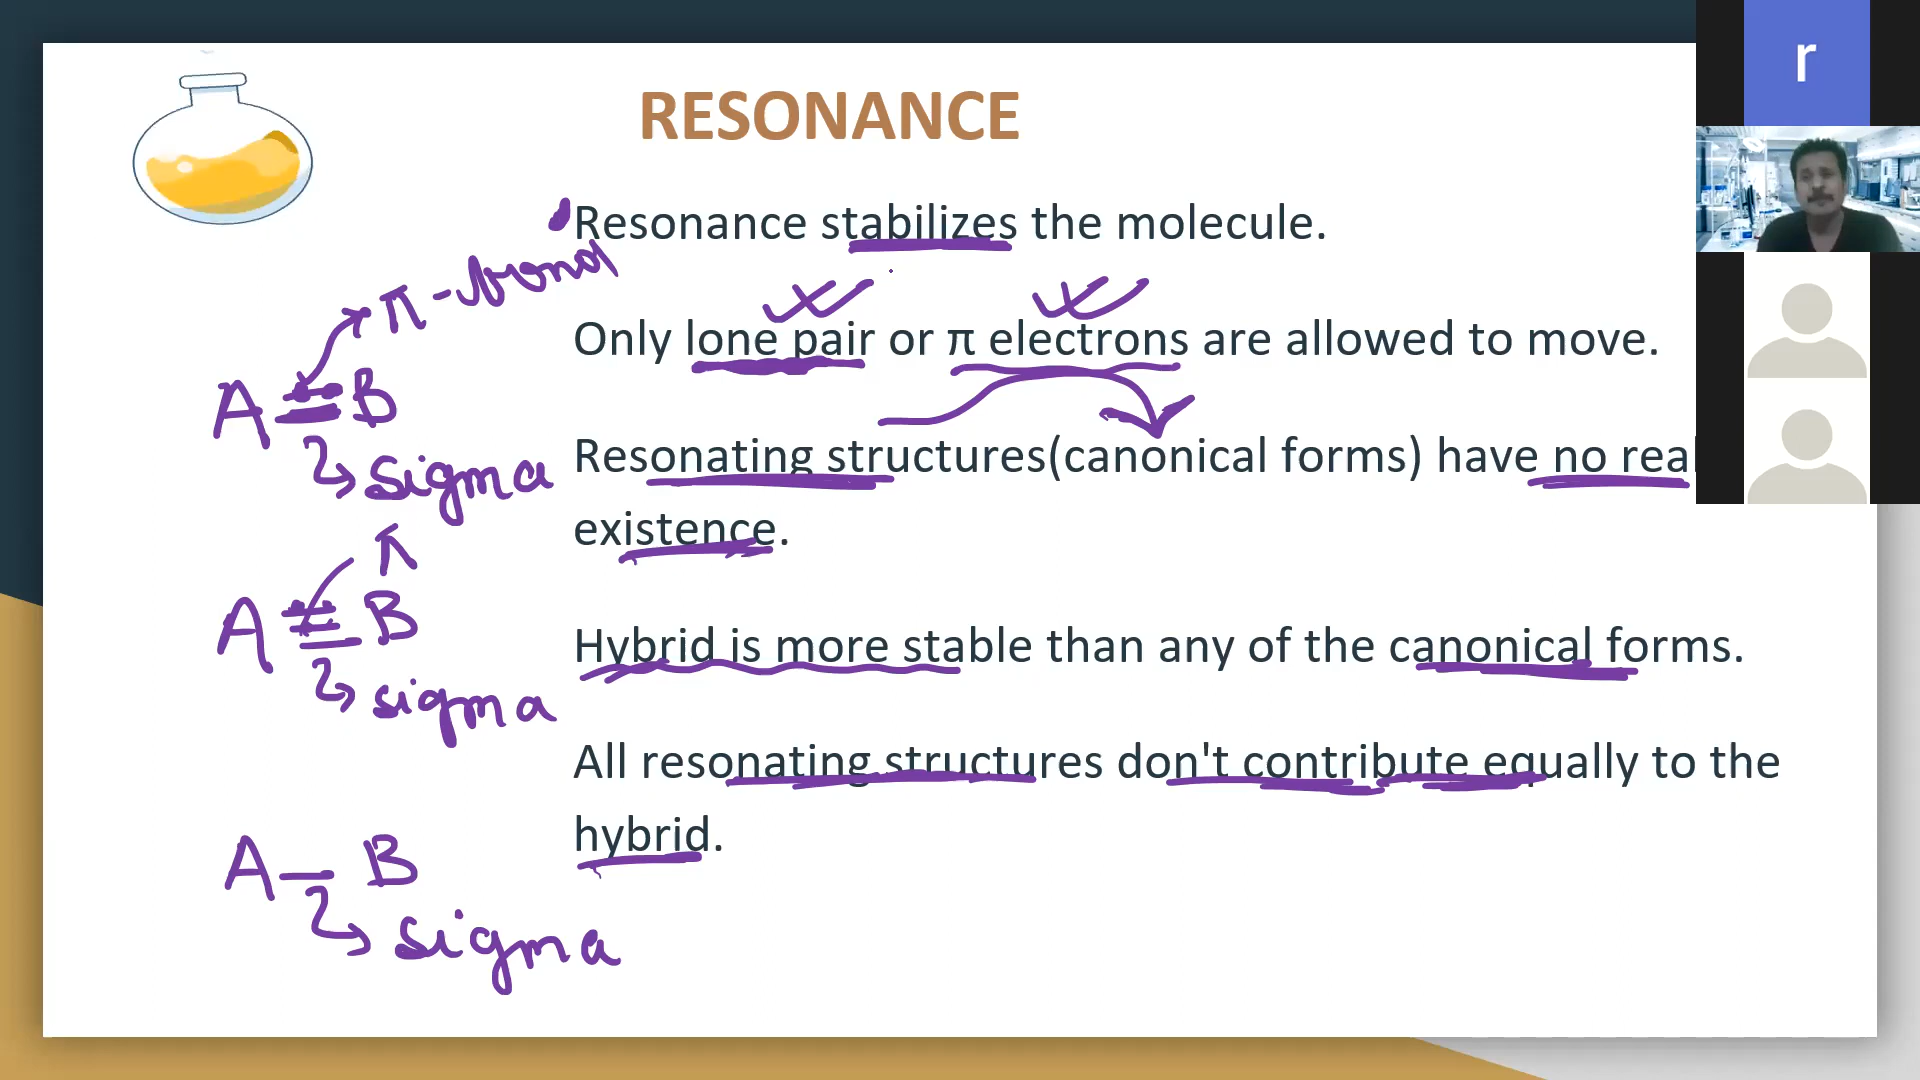 RESONANCE
r
Resonance stabilizes the molecule.
π-bond
Only lone pair or π electrons are allowed to move.
A=B
sigma
Resonating structures(canonical forms) have no real
existence.
π
A≡B
sigma
Hybrid is more stable than any of the canonical forms.
All resonating structures don't contribute equally to the
hybrid.
A—B
sigma